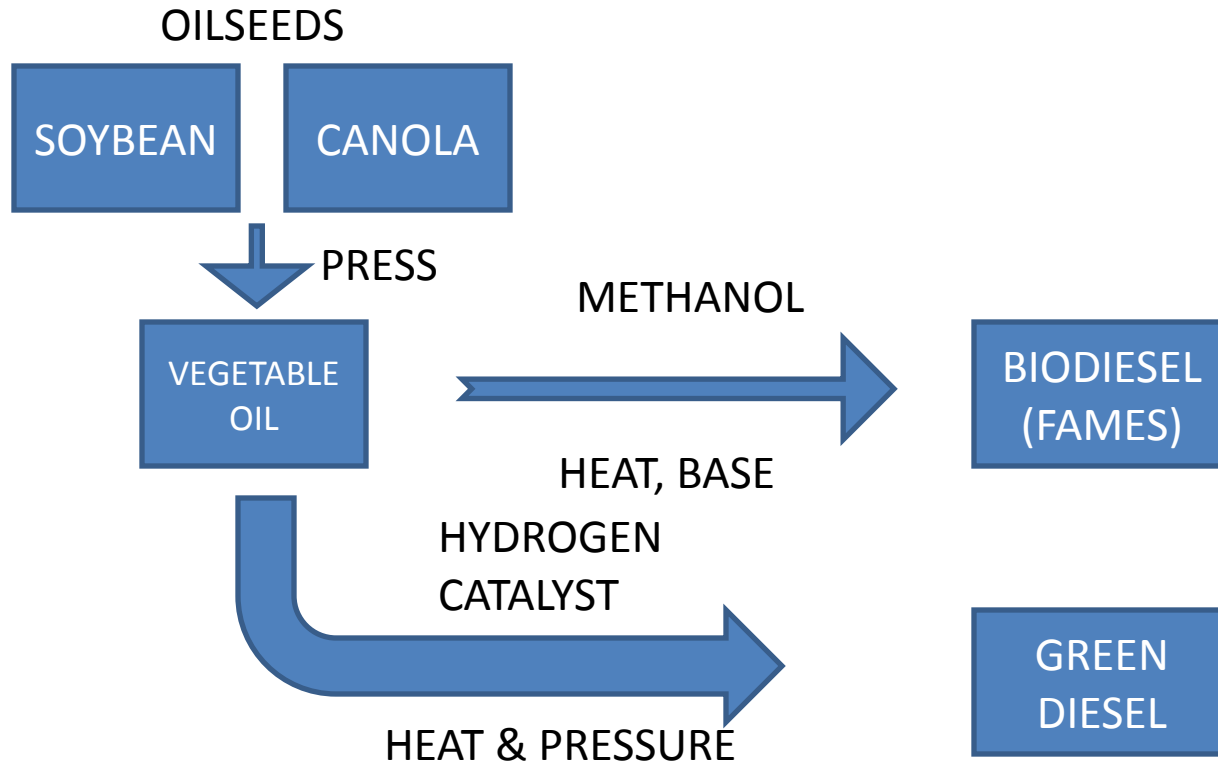 OILSEEDS
SOYBEAN
CANOLA
PRESS
VEGETABLE
OIL
METHANOL
HEAT, BASE
BIODIESEL
(FAMES)
HYDROGEN
CATALYST
HEAT & PRESSURE
GREEN
DIESEL